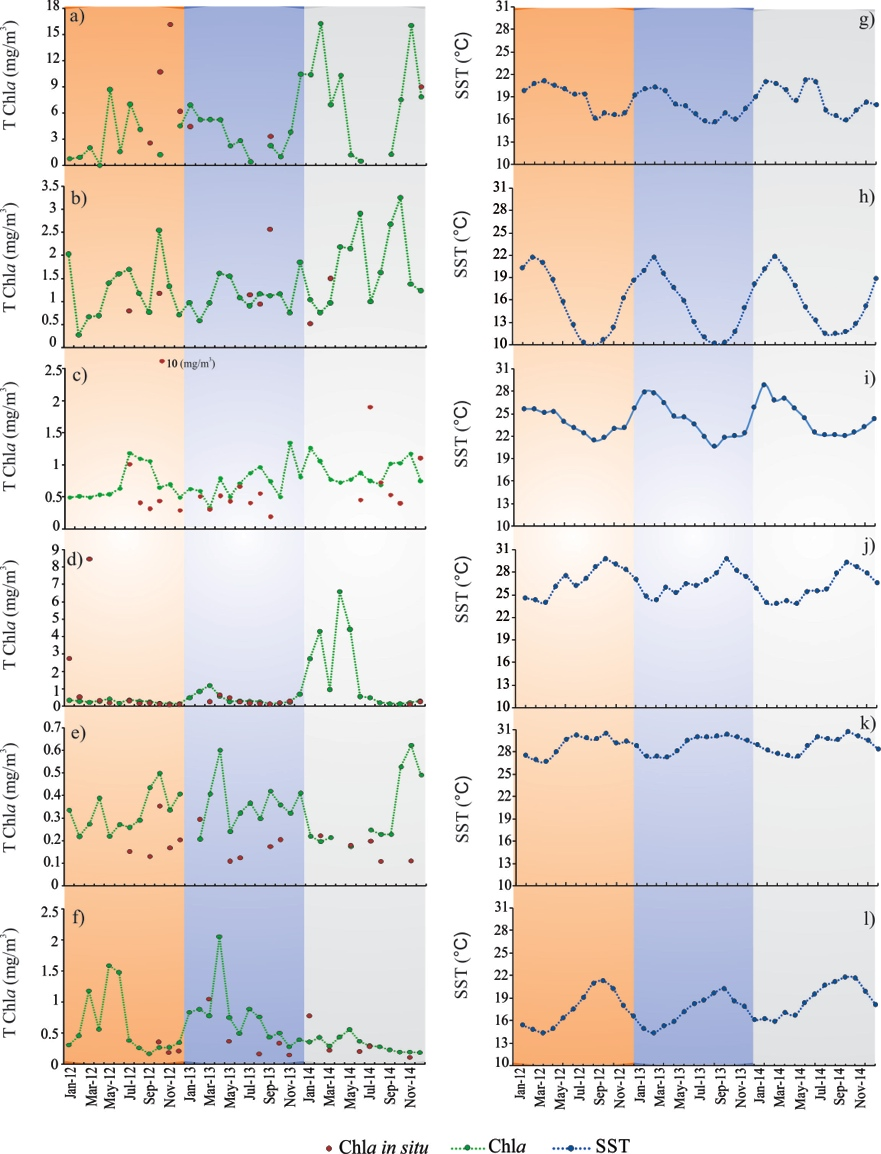 18
15
12
9
6
3
0
T Chla (mg/m³)
a)
3.5
3
2.5
2
1.5
1
0.5
0
T Chla (mg/m³)
b)
2.5
2
1.5
1
0.5
0
T Chla (mg/m³)
c)
10 (mg/m³)
9
8
7
6
5
4
3
2
1
0
T Chla (mg/m³)
d)
0.7
0.6
0.5
0.4
0.3
0.2
0.1
0
T Chla (mg/m³)
e)
2.5
2
1.5
1
0.5
0
T Chla (mg/m³)
f)
Jan-12
Mar-12
May-12
Jul-12
Sep-12
Nov-12
Jan-13
Mar-13
May-13
Jul-13
Sep-13
Nov-13
Jan-14
Mar-14
May-14
Jul-14
Sep-14
Nov-14
31
28
25
22
19
16
13
10
SST (°C)
g)
31
28
25
22
19
16
13
10
SST (°C)
h)
31
28
25
22
19
16
13
10
SST (°C)
i)
31
28
25
22
19
16
13
10
SST (°C)
j)
31
28
25
22
19
16
13
10
SST (°C)
k)
31
28
25
22
19
16
13
10
SST (°C)
l)
Jan-12
Mar-12
May-12
Jul-12
Sep-12
Nov-12
Jan-13
Mar-13
May-13
Jul-13
Sep-13
Nov-13
Jan-14
Mar-14
May-14
Jul-14
Sep-14
Nov-14
Chla in situ Chla SST